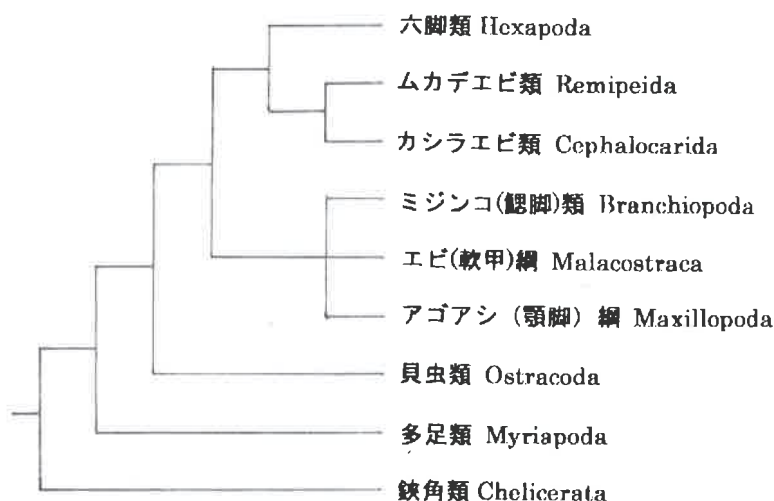 六脚類 Hexapoda
ムカデエビ類 Remipeida
カシラエビ類 Cephalocarida
ミジンコ(鰓脚)類 Branchiopoda
エビ(軟甲)綱 Malacostraca
アゴアシ（顎脚）綱 Maxillopoda
貝虫類 Ostracoda
多足類 Myriapoda
鋏角類 Chelicerata